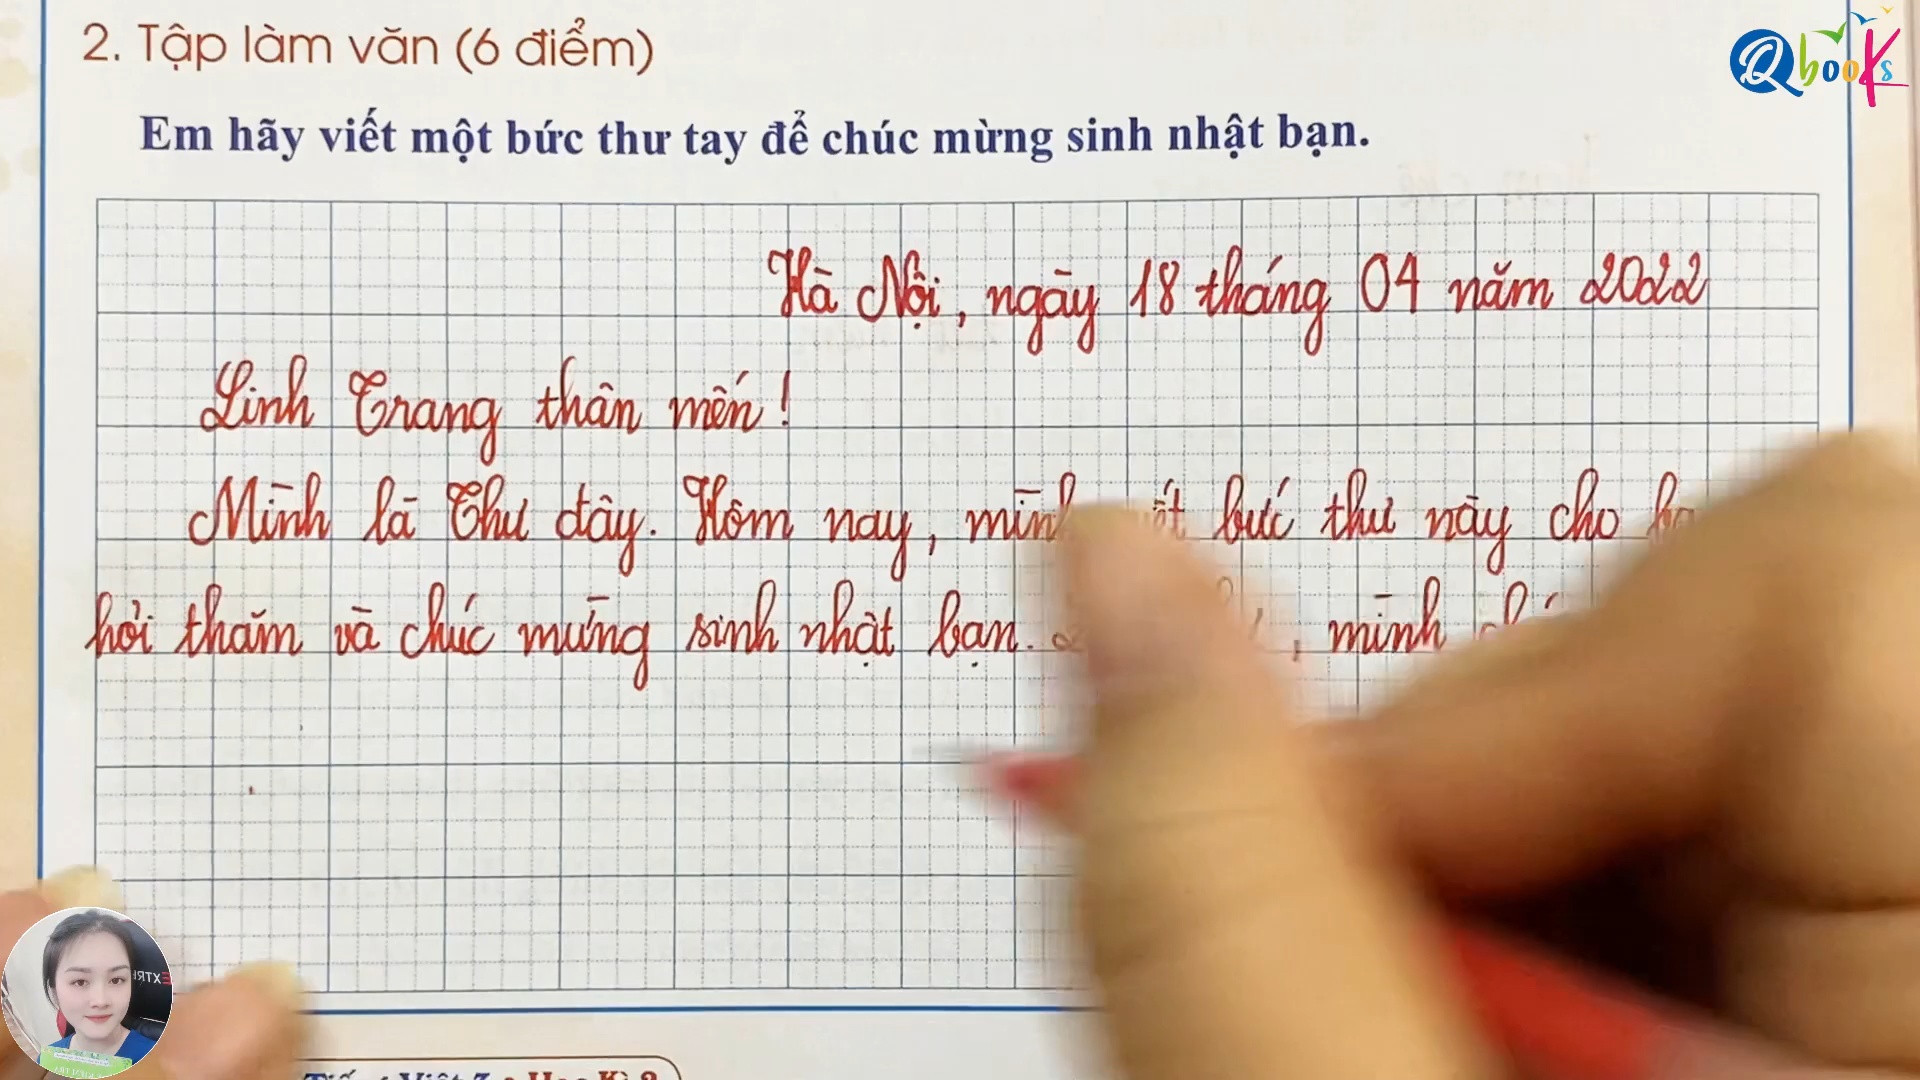 Qbooks
2. Tập làm văn (6 điểm)
Em hãy viết một bức thư tay để chúc mừng sinh nhật bạn.
Hà Nội, ngày 18 tháng 04 năm 2022
Linh Trang thân mến!
Mình là Thư đây. Hôm nay, mình bức thư này cho
hỏi thăm và chúc mừng sinh nhật bạn. , mình